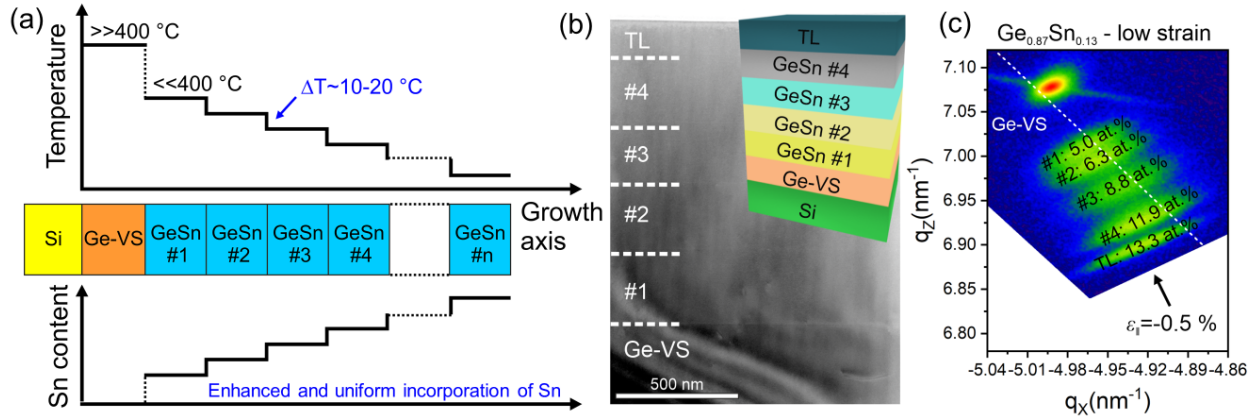 (a)
Temperature
>>400 °C
<<400 °C
ΔT~10-20 °C
Si
Ge-VS
GeSn #1
GeSn #2
GeSn #3
GeSn #4
GeSn #n
Growth axis
Sn content
Enhanced and uniform incorporation of Sn
(b)
TL
#4
#3
#2
#1
Ge-VS
500 nm
TL
GeSn #4
GeSn #3
GeSn #2
GeSn #1
Ge-VS
Si
(c)
Ge₀.₈₇Sn₀.₁₃ - low strain
7.10
7.05
7.00
6.95
6.90
6.85
6.80
qZ(nm⁻¹)
Ge-VS
#1: 5.0 at.%
#2: 6.3 at.%
#3: 8.8 at.%
#4: 11.9 at.%
TL: 13.3 at.%
ε∥=-0.5 %
-5.04 -5.01 -4.98 -4.95 -4.92 -4.89 -4.86
qX(nm⁻¹)